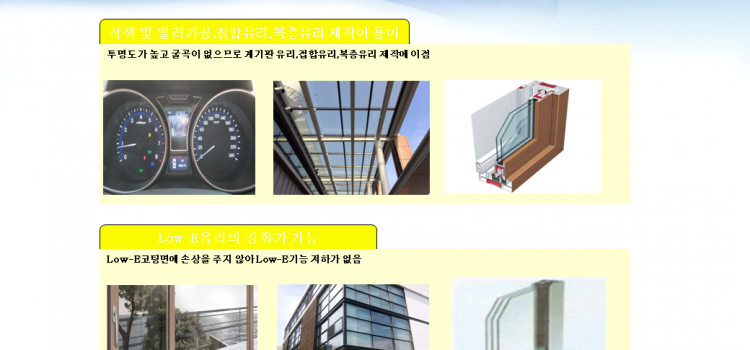 착색 및 밀러가공,접합유리,복층유리 제작이 용이
투명도가 높고 굴곡이 없으므로 계기판 유리,접합유리,복층유리 제작에 이점
Low-E유리의 강화가 가능
Low-E코팅면에 손상을 주지 않아 Low-E기능 저하가 없음